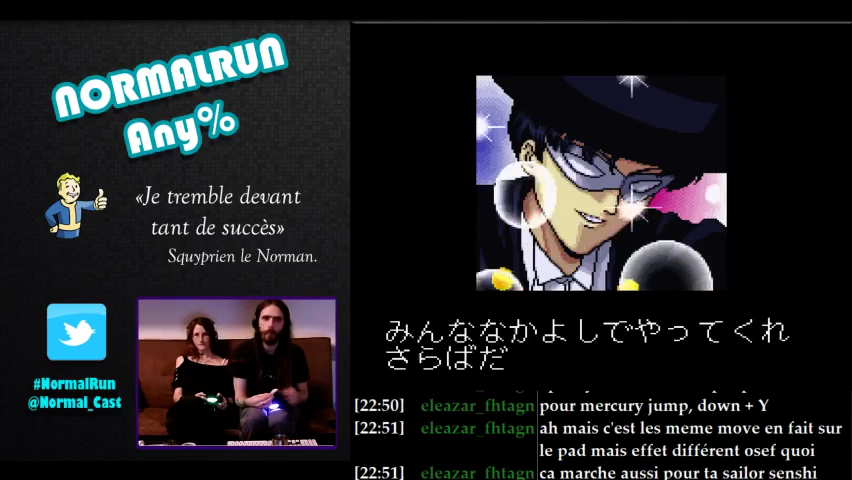 NORMALRUN
Any%
«Je tremble devant
tant de succès»
Squyprien le Norman.
#NormalRun
@Normal_Cast
みんななかよしでやってくれ
さらばだ
[22:50] eleazar_fhtagn pour mercury jump, down + Y
[22:51] eleazar_fhtagn ah mais c'est les meme move en fait sur
le pad mais effet différent osef quoi
[22:51] eleazar_fhtagn ca marche aussi pour ta sailor senshi